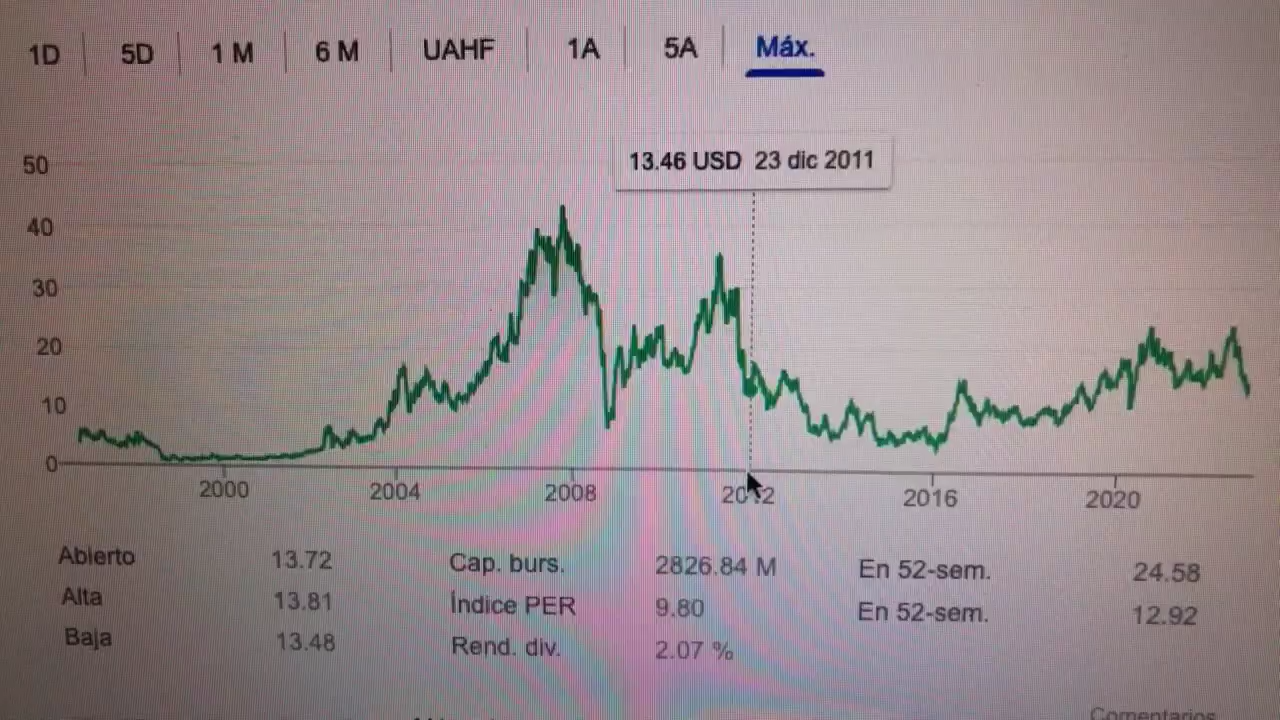 1D 5D 1 M 6 M UAHF 1A 5A Máx.
13.46 USD 23 dic 2011
50
40
30
20
10
0
2000 2004 2008 2012 2016 2020
Abierto 13.72 Cap. burs. 2826.84 M En 52-sem. 24.58
Alta 13.81 Índice PER 9.80 En 52-sem. 12.92
Baja 13.48 Rend. div. 2.07 %
Comentarios